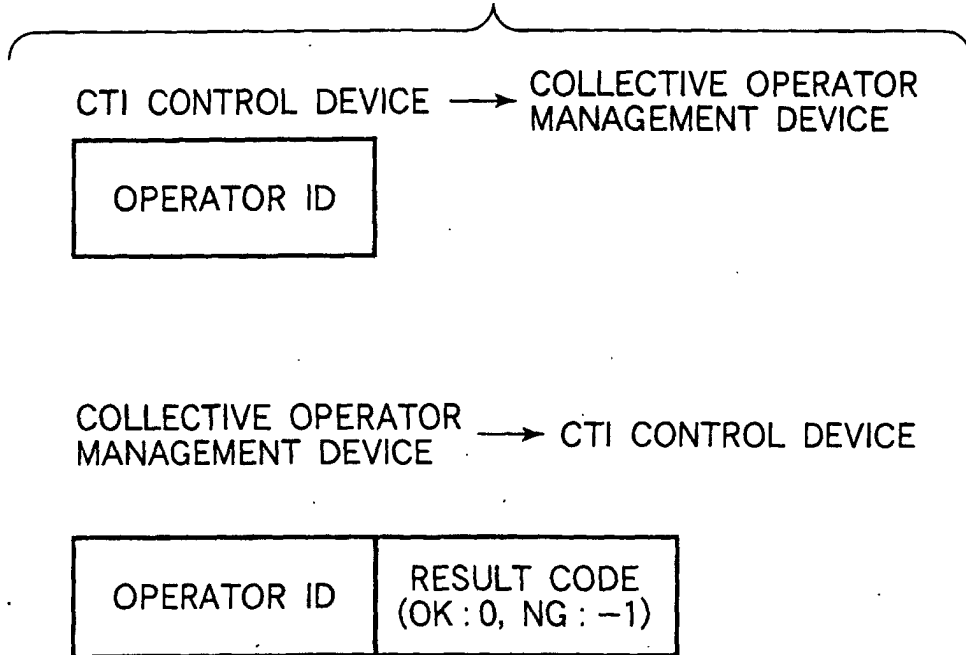 CTI CONTROL DEVICE → COLLECTIVE OPERATOR
MANAGEMENT DEVICE
OPERATOR ID
COLLECTIVE OPERATOR
MANAGEMENT DEVICE → CTI CONTROL DEVICE
OPERATOR ID
RESULT CODE
(OK : 0, NG : −1)